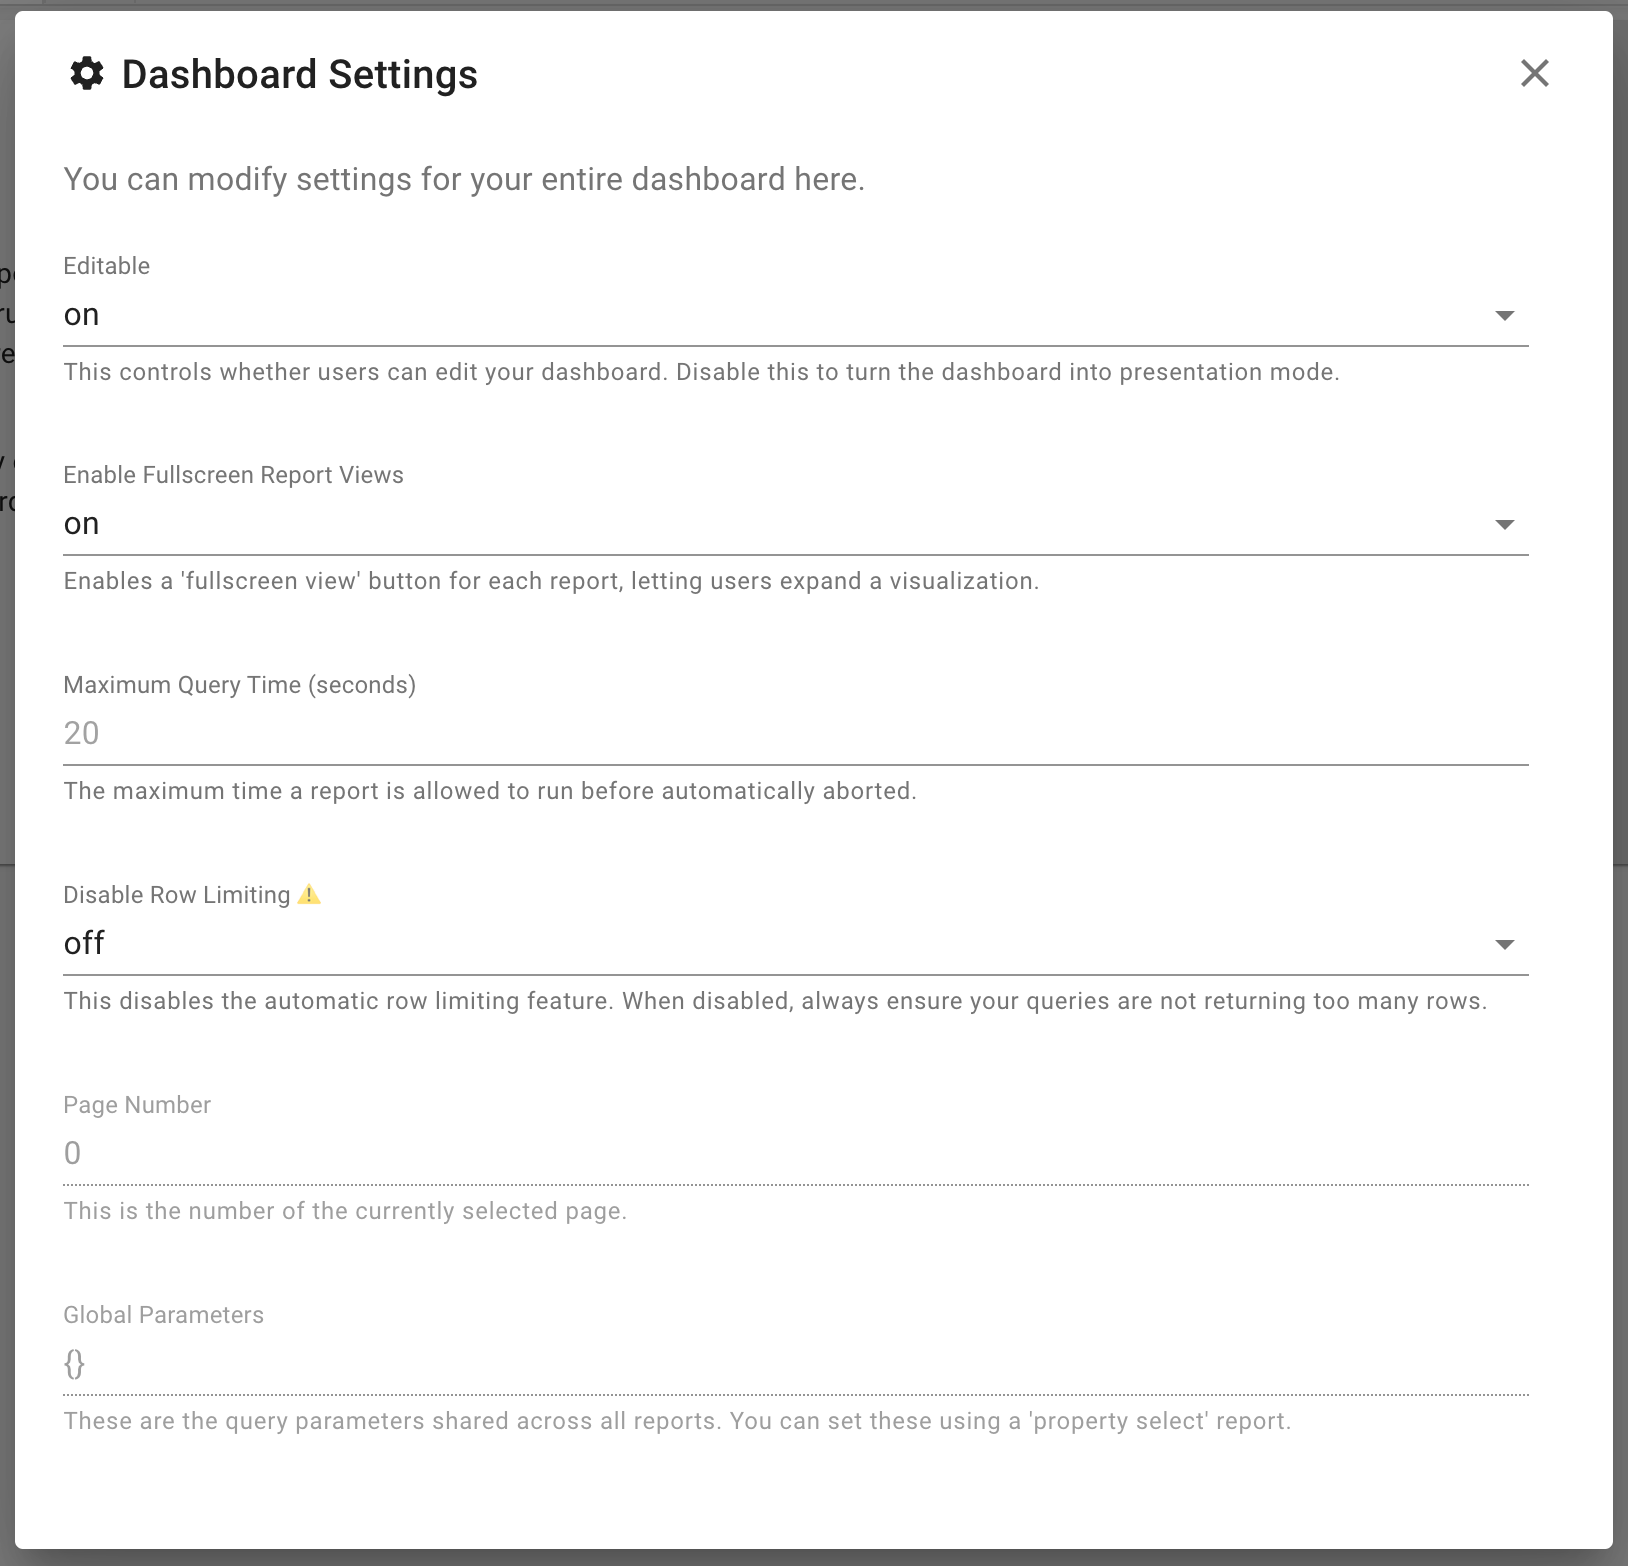 Dashboard Settings
You can modify settings for your entire dashboard here.
Editable
on
This controls whether users can edit your dashboard. Disable this to turn the dashboard into presentation mode.
Enable Fullscreen Report Views
on
Enables a 'fullscreen view' button for each report, letting users expand a visualization.
Maximum Query Time (seconds)
20
The maximum time a report is allowed to run before automatically aborted.
Disable Row Limiting ⚠️
off
This disables the automatic row limiting feature. When disabled, always ensure your queries are not returning too many rows.
Page Number
0
This is the number of the currently selected page.
Global Parameters
{}
These are the query parameters shared across all reports. You can set these using a 'property select' report.